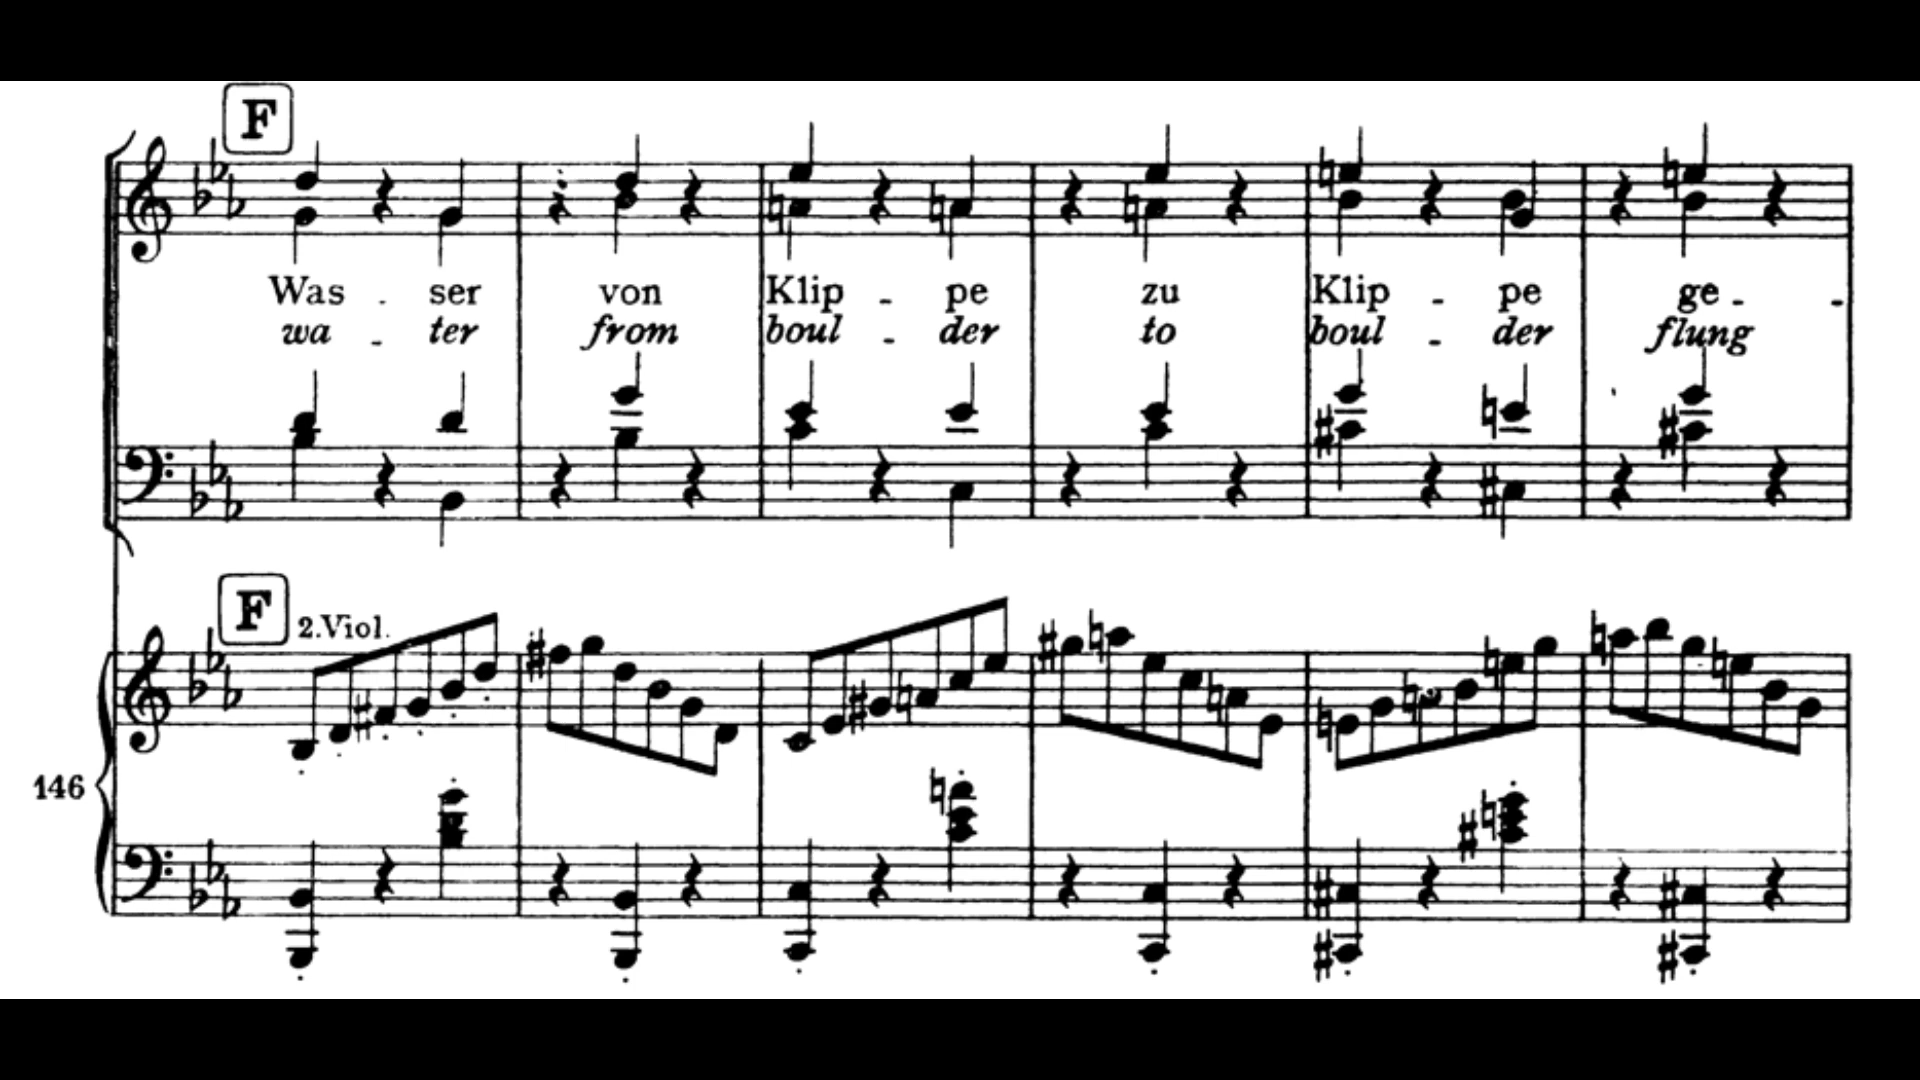 F
Was - ser von Klip - pe zu Klip - pe ge - -
wa - ter from boul - der to boul - der flung
F 2.Viol.
146